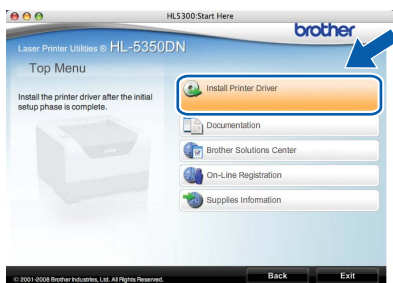 HL5300:Start Here
brother
Laser Printer Utilities ® HL-5350DN
Top Menu
Install the printer driver after the initial
setup phase is complete.
Install Printer Driver
Documentation
Brother Solutions Center
On-Line Registration
Supplies Information
© 2001-2008 Brother Industries, Ltd. All Rights Reserved.
Back
Exit